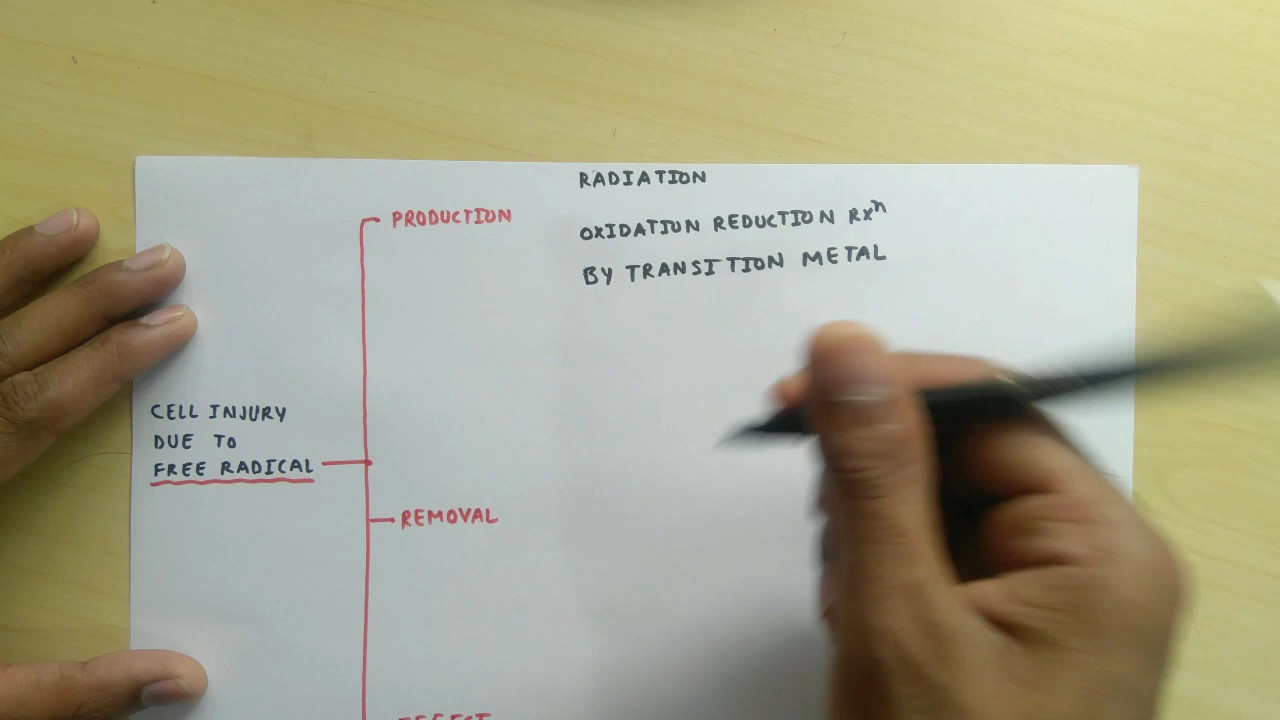 RADIATION
PRODUCTION
OXIDATION REDUCTION RXⁿ
BY TRANSITION METAL
CELL INJURY
DUE TO
FREE RADICAL
REMOVAL